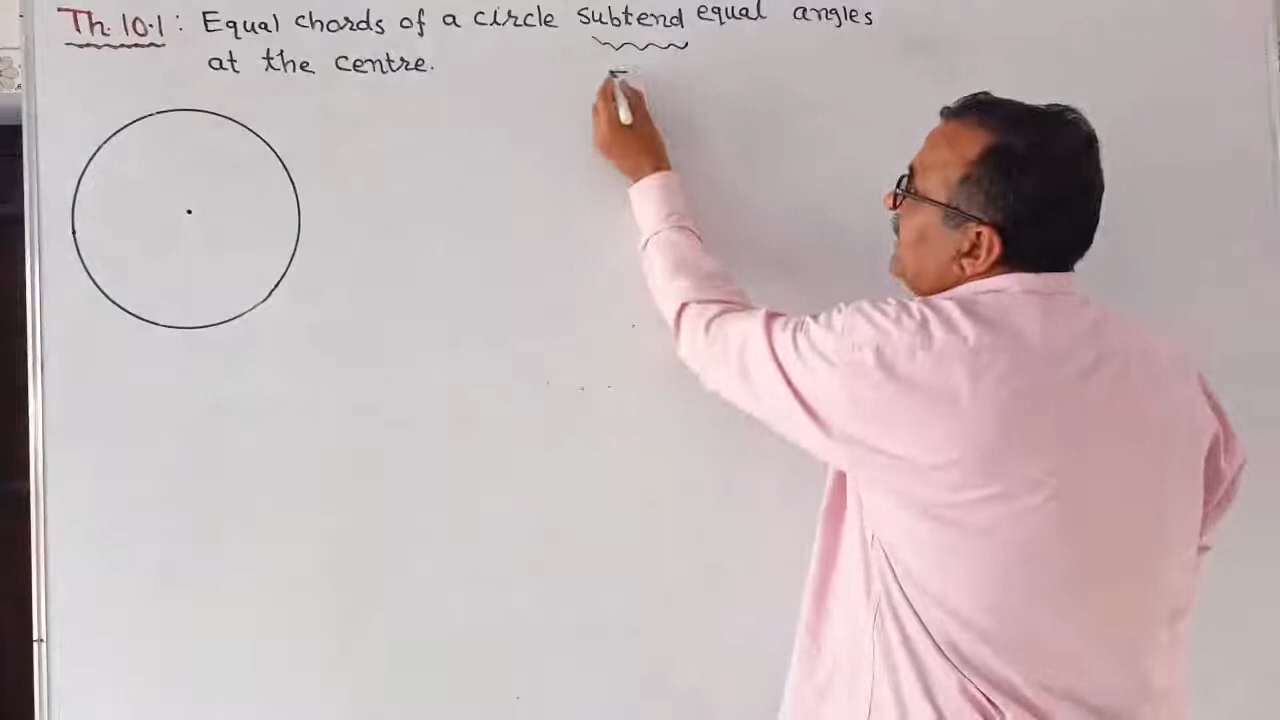 Th. 10.1 : Equal chords of a circle subtend equal angles
at the centre.